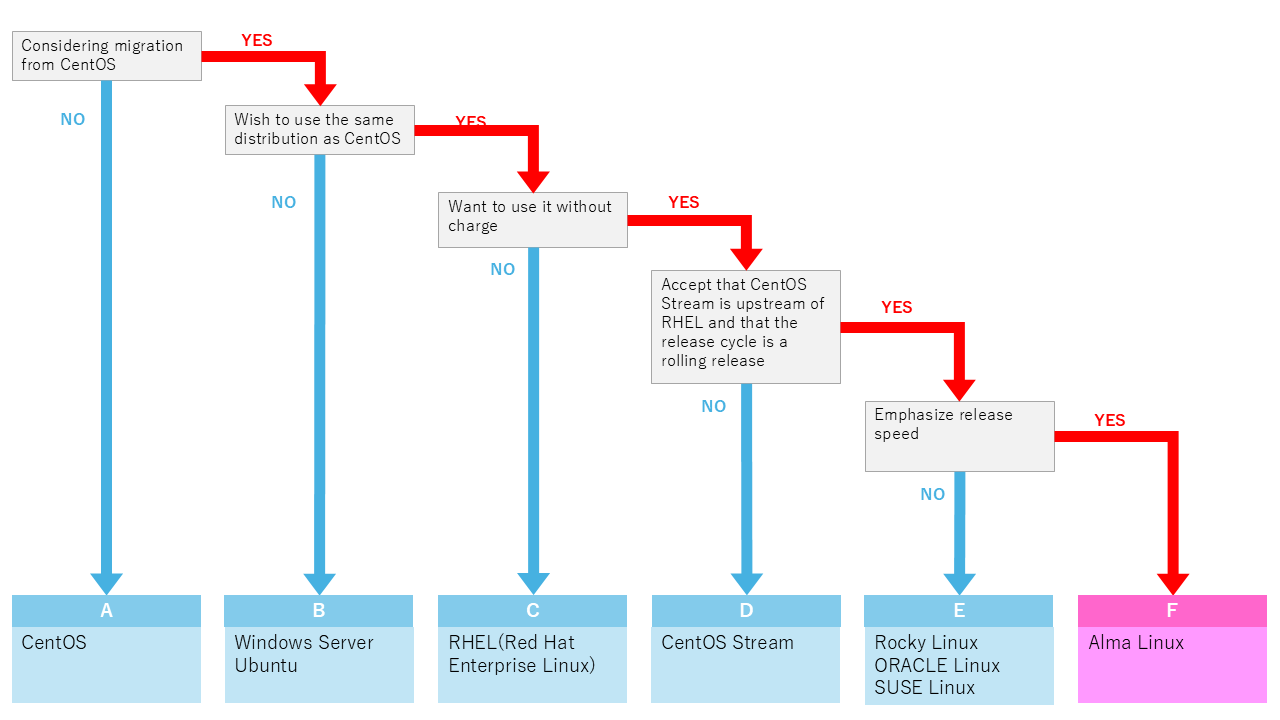 Considering migration
from CentOS
YES
NO
Wish to use the same
distribution as CentOS
YES
NO
Want to use it without
charge
YES
NO
Accept that CentOS
Stream is upstream of
RHEL and that the
release cycle is a
rolling release
YES
NO
Emphasize release
speed
YES
NO
A
CentOS
B
Windows Server
Ubuntu
C
RHEL(Red Hat
Enterprise Linux)
D
CentOS Stream
E
Rocky Linux
ORACLE Linux
SUSE Linux
F
Alma Linux